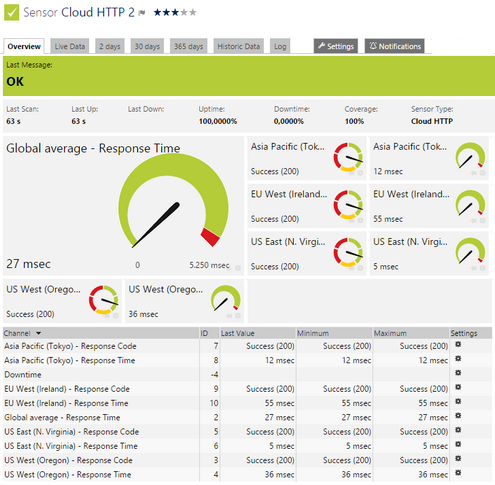 Sensor Cloud HTTP 2
Overview Live Data 2 days 30 days 365 days Historic Data Log Settings Notifications
Last Message:
OK
Last Scan: Last Up: Last Down: Uptime: Downtime: Coverage: Sensor Type:
63 s 63 s 100,0000% 0,0000% 100% Cloud HTTP
Global average - Response Time
27 msec
0 5.250 msec
Asia Pacific (Tok...
Success (200)
Asia Pacific (Tok...
12 msec
EU West (Ireland...
Success (200)
EU West (Ireland...
55 msec
US East (N. Virgi...
Success (200)
US East (N. Virgi...
5 msec
US West (Orego...
Success (200)
US West (Orego...
36 msec
Channel ID Last Value Minimum Maximum Settings
Asia Pacific (Tokyo) - Response Code 7 Success (200) Success (200) Success (200)
Asia Pacific (Tokyo) - Response Time 8 12 msec 12 msec 12 msec
Downtime -4
EU West (Ireland) - Response Code 9 Success (200) Success (200) Success (200)
EU West (Ireland) - Response Time 10 55 msec 55 msec 55 msec
Global average - Response Time 2 27 msec 27 msec 27 msec
US East (N. Virginia) - Response Code 5 Success (200) Success (200) Success (200)
US East (N. Virginia) - Response Time 6 5 msec 5 msec 5 msec
US West (Oregon) - Response Code 3 Success (200) Success (200) Success (200)
US West (Oregon) - Response Time 4 36 msec 36 msec 36 msec